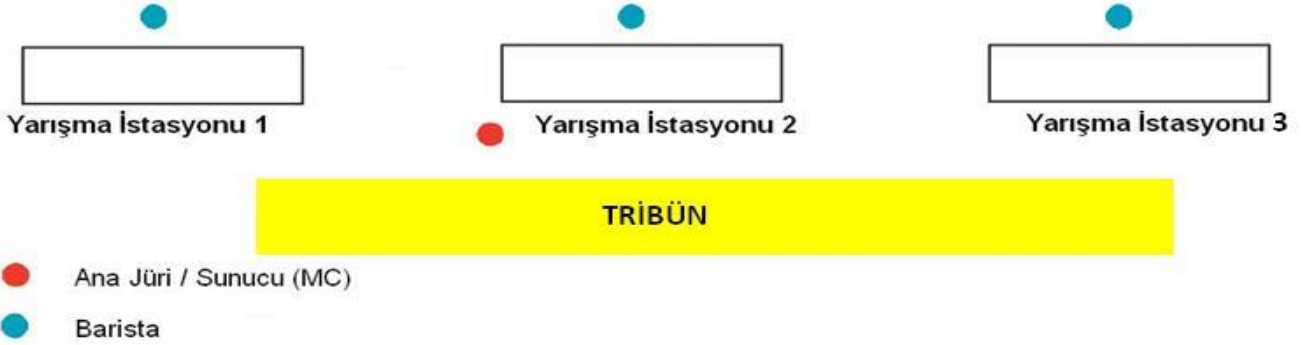 Yarışma İstasyonu 1
Yarışma İstasyonu 2
Yarışma İstasyonu 3
TRİBÜN
Ana Jüri / Sunucu (MC)
Barista